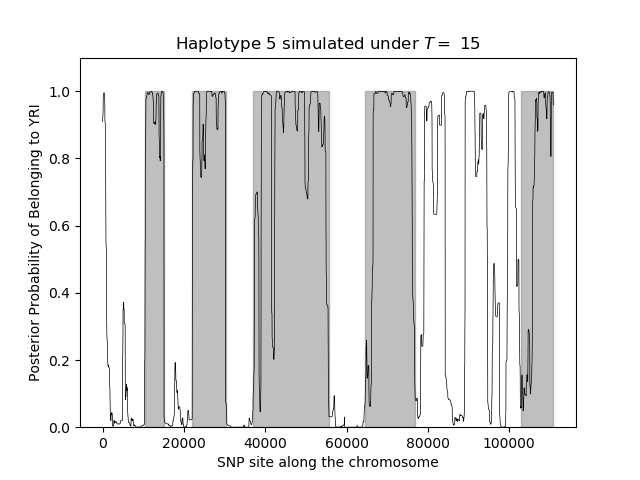 Haplotype 5 simulated under T = 15
Posterior Probability of Belonging to YRI
1.0
0.8
0.6
0.4
0.2
0.0
0 20000 40000 60000 80000 100000
SNP site along the chromosome